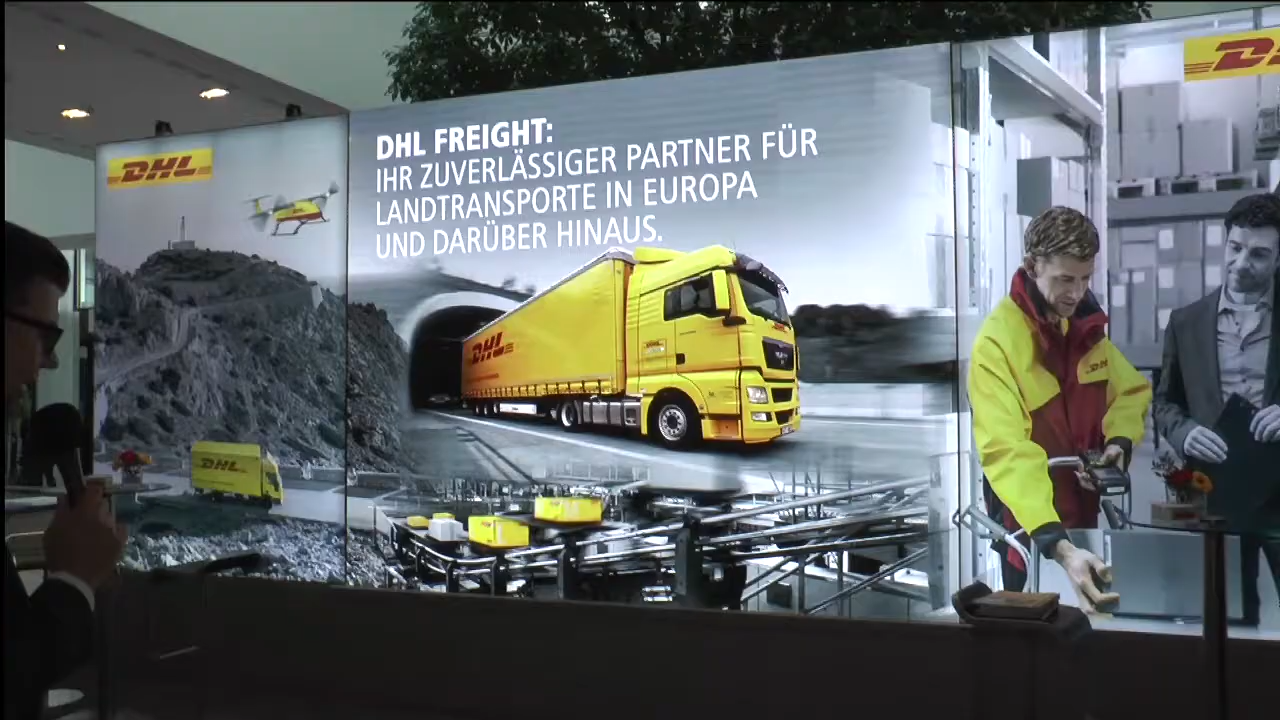 DHL
DHL FREIGHT:
IHR ZUVERLÄSSIGER PARTNER FÜR
LANDTRANSPORTE IN EUROPA
UND DARÜBER HINAUS.
DHL
DHL
DHL